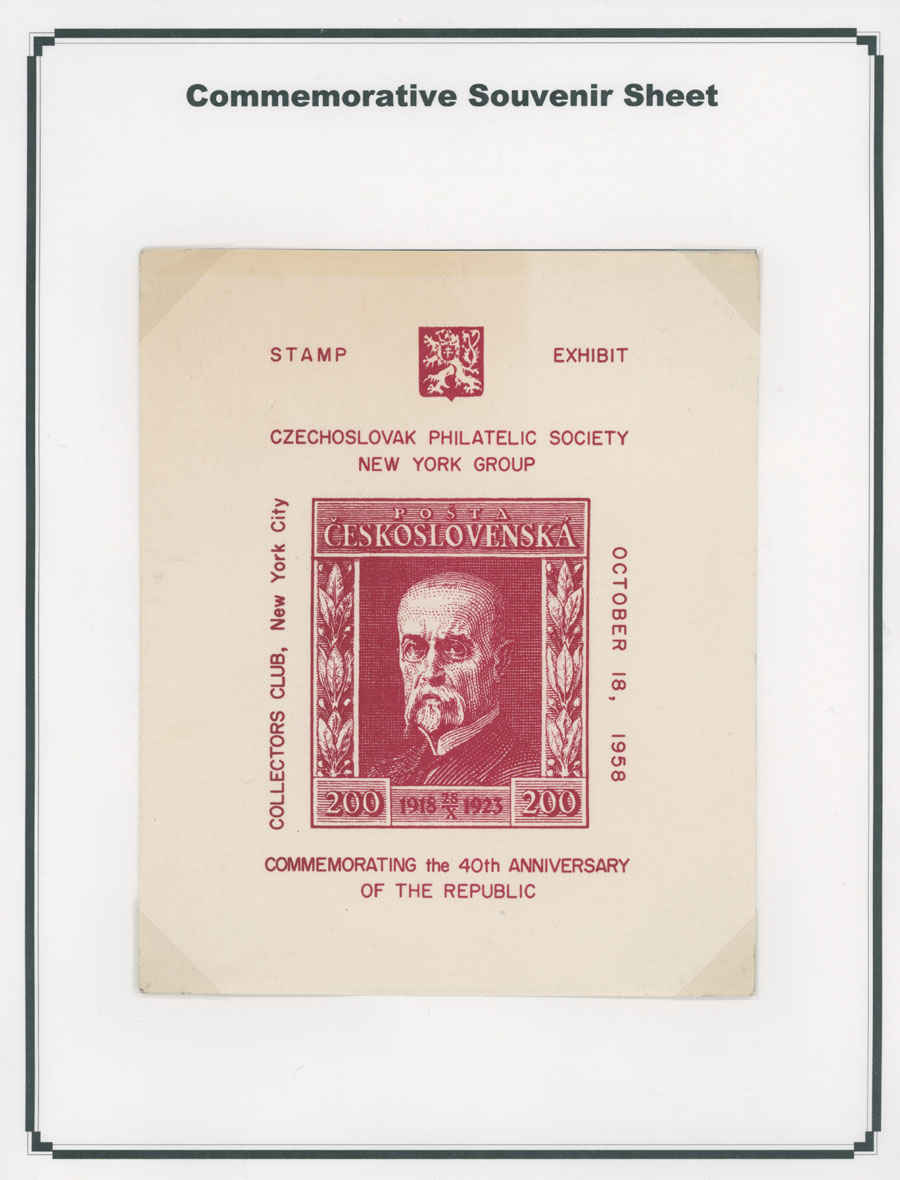 Commemorative Souvenir Sheet
STAMP EXHIBIT
CZECHOSLOVAK PHILATELIC SOCIETY
NEW YORK GROUP
COLLECTORS CLUB, New York City
POŠTA
ČESKOSLOVENSKÁ
OCTOBER 18, 1958
200 1918 28/X 1923 200
COMMEMORATING the 40th ANNIVERSARY
OF THE REPUBLIC